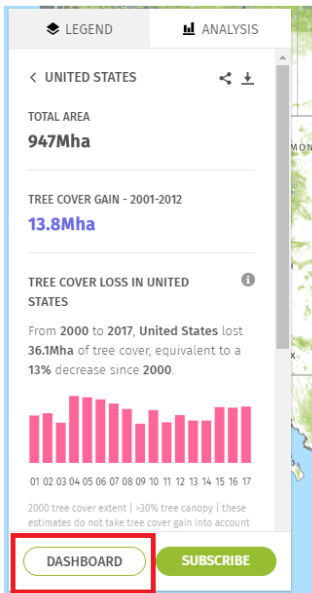 LEGEND
ANALYSIS
UNITED STATES
TOTAL AREA
947Mha
TREE COVER GAIN - 2001-2012
13.8Mha
TREE COVER LOSS IN UNITED
STATES
From 2000 to 2017, United States lost
36.1Mha of tree cover, equivalent to a
13% decrease since 2000.
01 02 03 04 05 06 07 08 09 10 11 12 13 14 15 16 17
2000 tree cover extent | >30% tree canopy | these
estimates do not take tree cover gain into account
DASHBOARD
SUBSCRIBE
MON